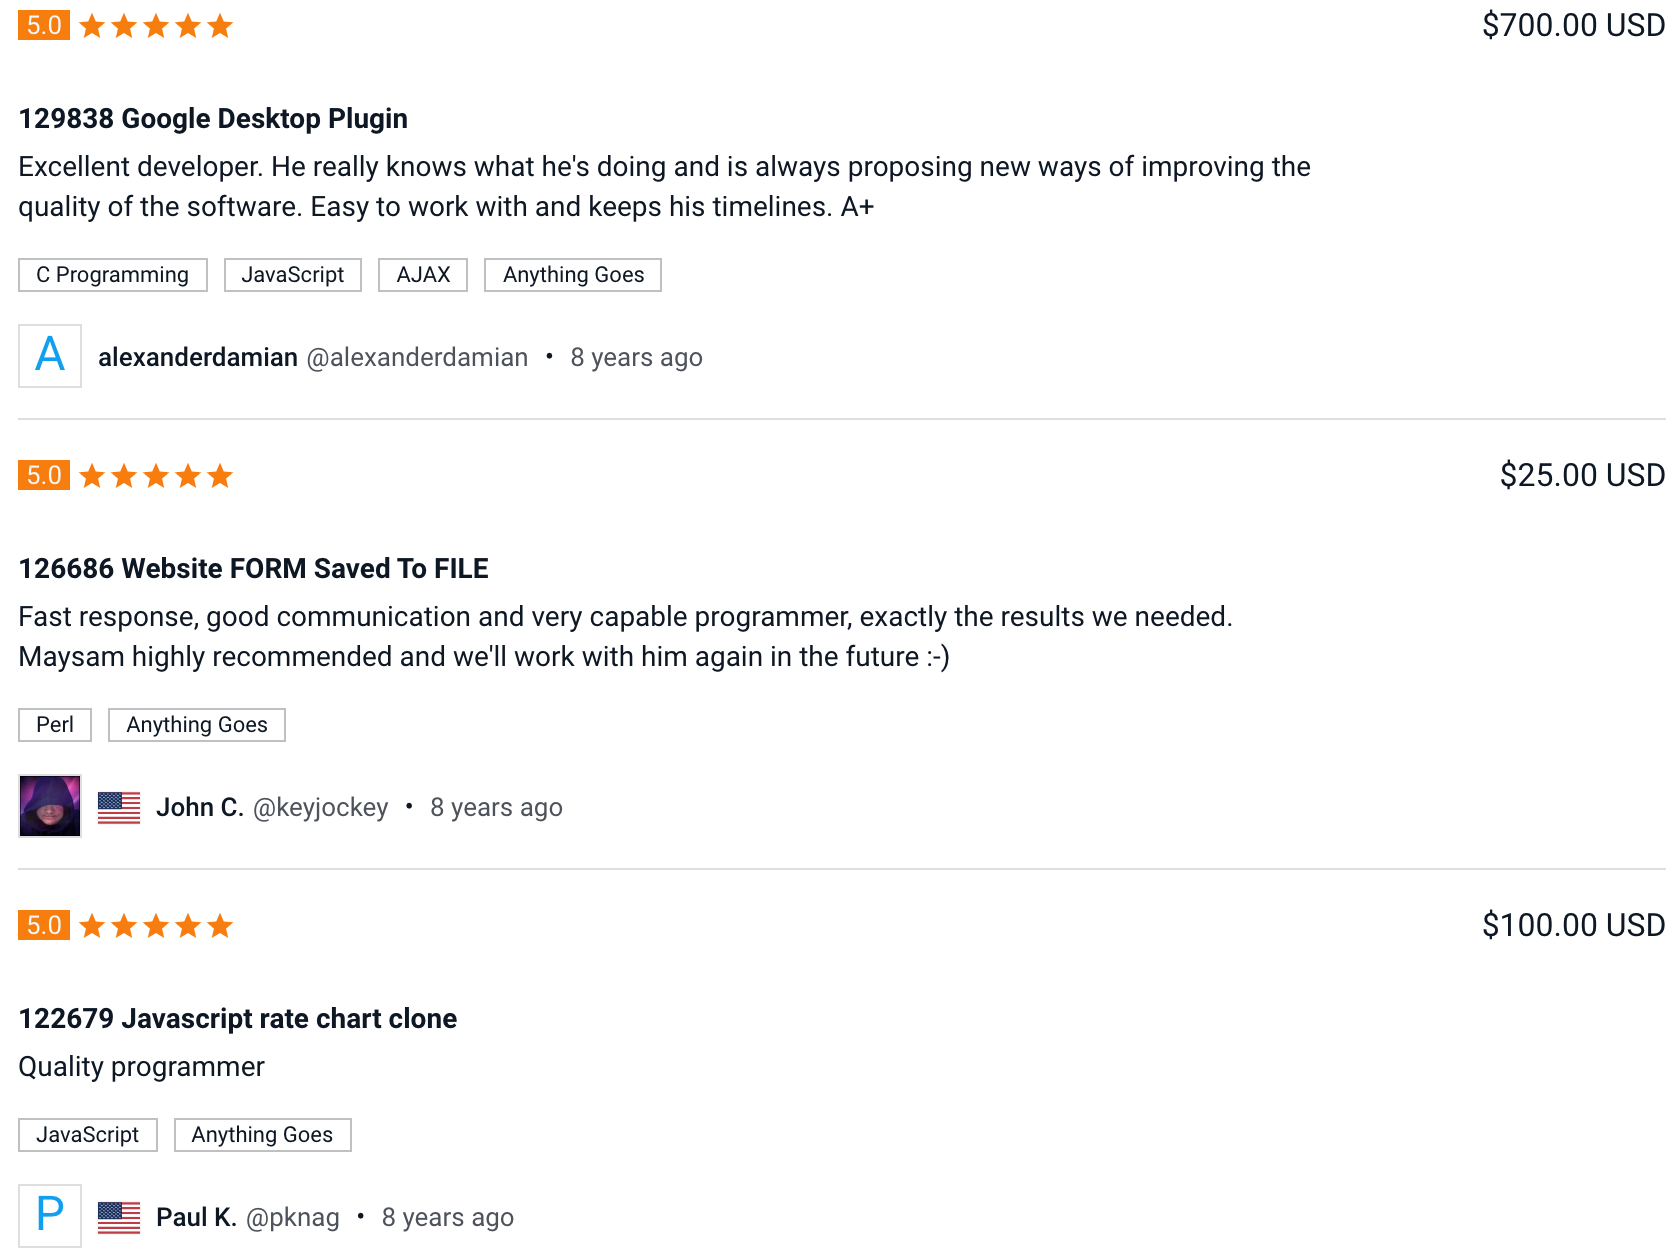 5.0
$700.00 USD
129838 Google Desktop Plugin
Excellent developer. He really knows what he's doing and is always proposing new ways of improving the
quality of the software. Easy to work with and keeps his timelines. A+
C Programming JavaScript AJAX Anything Goes
A alexanderdamian @alexanderdamian • 8 years ago
5.0
$25.00 USD
126686 Website FORM Saved To FILE
Fast response, good communication and very capable programmer, exactly the results we needed.
Maysam highly recommended and we'll work with him again in the future :-)
Perl Anything Goes
John C. @keyjockey • 8 years ago
5.0
$100.00 USD
122679 Javascript rate chart clone
Quality programmer
JavaScript Anything Goes
P Paul K. @pknag • 8 years ago